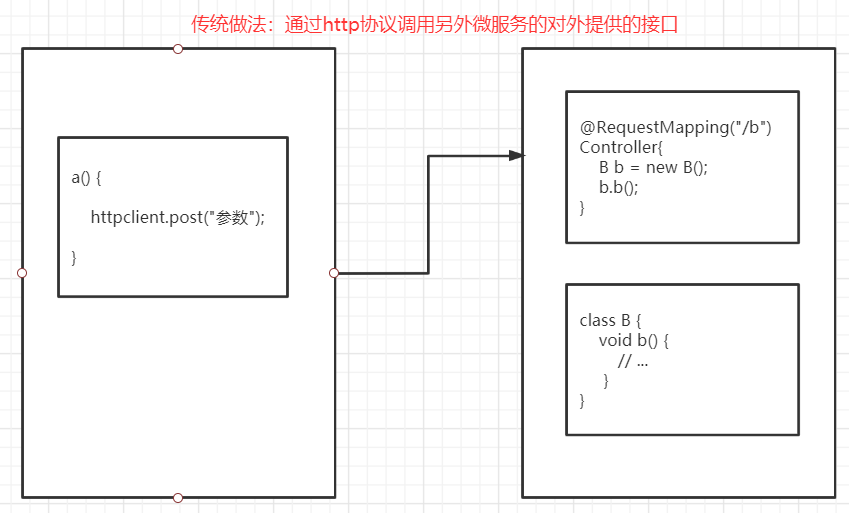 传统做法：通过http协议调用另外微服务的对外提供的接口
a() {
httpclient.post("参数");
}
@RequestMapping("/b")
Controller{
B b = new B();
b.b();
}
class B {
void b() {
// ...
}
}